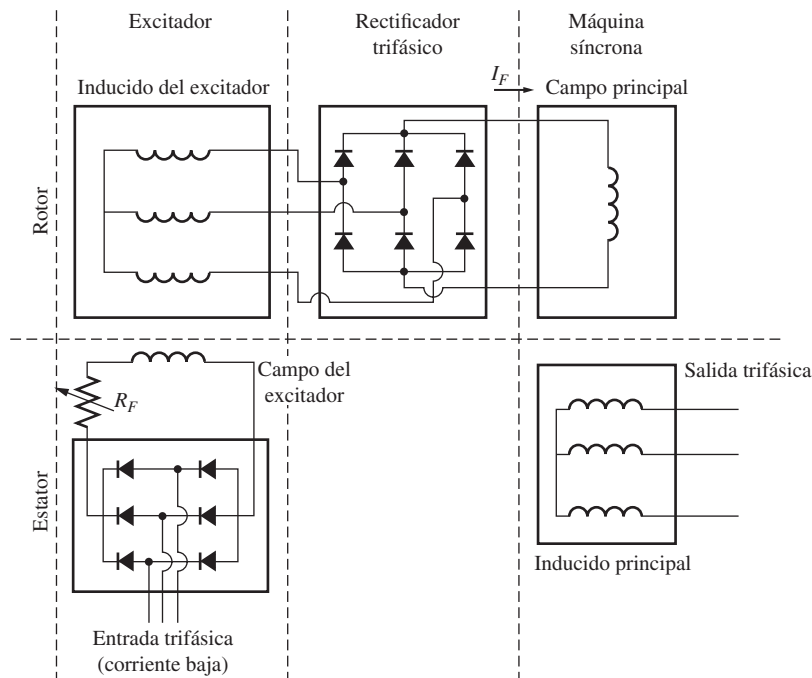 Excitador
Rectificador
trifásico
Máquina
síncrona
Inducido del excitador
I_F
Campo principal
Rotor
Campo del
excitador
R_F
Salida trifásica
Estator
Inducido principal
Entrada trifásica
(corriente baja)